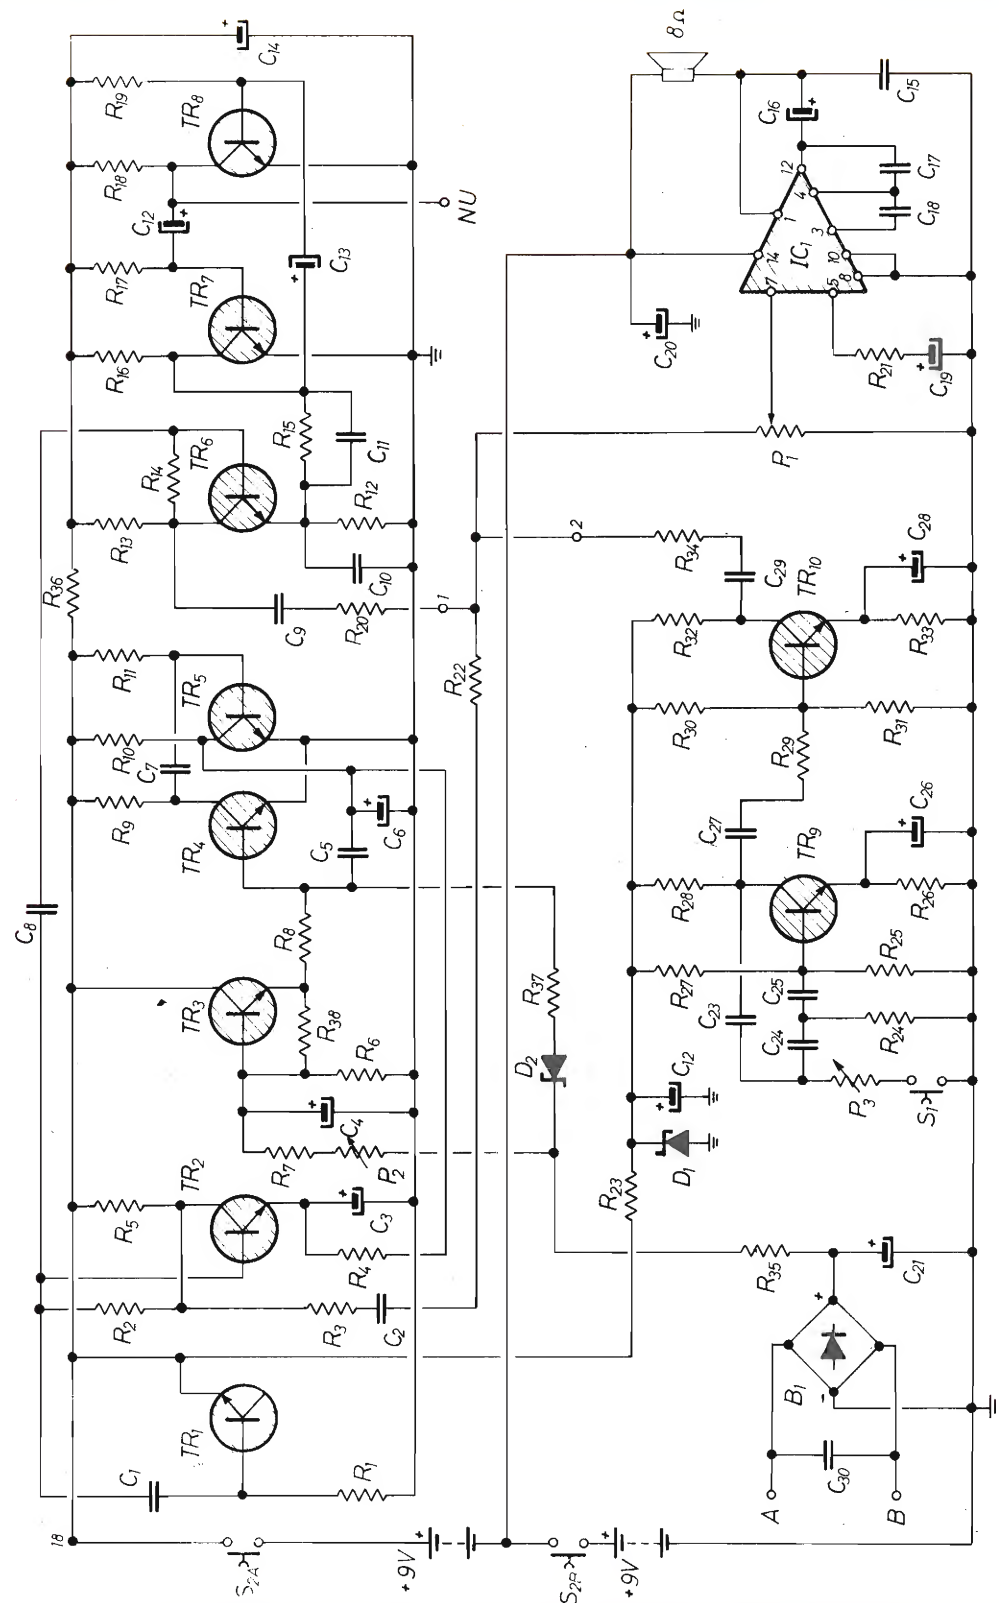 18
S2A
+9V
S2B
+9V
C1
TR1
R1
R2
R3
C2
R5
TR2
R4
C3
R7
P2
C4
R6
R38
TR3
R8
C8
C5
C6
TR4
R9
C7
R10
R11
TR5
R36
R22
C9
R20
1
R13
R14
TR6
C10
R12
C11
R15
R16
TR7
R17
C12
+
C13
R18
R19
TR8
NU
C14
A
B
C30
B1
+
-
C21
R35
D2
R37
R23
D1
C12
S1
P3
C24
R24
C25
C23
R27
R25
R28
TR9
R26
C26
C27
R29
R30
R31
R32
TR10
R33
C28
C29
R34
2
P1
R21
C19
C20
7/14
5
IC1
8
10
3
4
12
1
C18
C17
C16
C15
8Ω